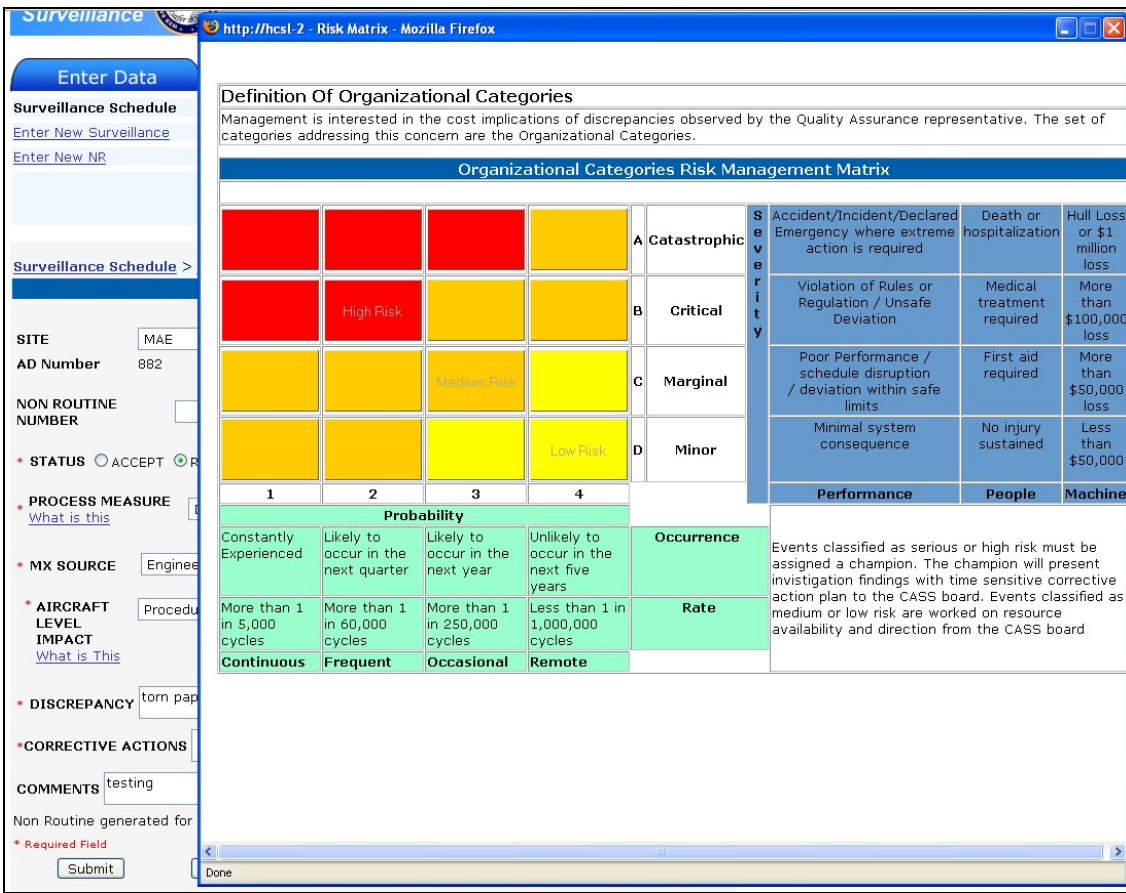 Surveillance
Enter Data
Surveillance Schedule
Enter New Surveillance
Enter New NR
Surveillance Schedule >
SITE
MAE
AD Number
882
NON ROUTINE
NUMBER
* STATUS
ACCEPT
R
* PROCESS MEASURE
What is this
* MX SOURCE
Enginee
* AIRCRAFT
LEVEL
IMPACT
What is This
Procedu
* DISCREPANCY
torn pap
*CORRECTIVE ACTIONS
COMMENTS
testing
Non Routine generated for
* Required Field
Submit
http://hcsl-2 - Risk Matrix - Mozilla Firefox
Definition Of Organizational Categories
Management is interested in the cost implications of discrepancies observed by the Quality Assurance representative. The set of
categories addressing this concern are the Organizational Categories.
Organizational Categories Risk Management Matrix
A
Catastrophic
Severity
Accident/Incident/Declared
Emergency where extreme
action is required
Death or
hospitalization
Hull Loss
or $1
million
loss
High Risk
B
Critical
Violation of Rules or
Regulation / Unsafe
Deviation
Medical
treatment
required
More
than
$100,000
loss
Medium Risk
C
Marginal
Poor Performance /
schedule disruption
/ deviation within safe
limits
First aid
required
More
than
$50,000
loss
Low Risk
D
Minor
Minimal system
consequence
No injury
sustained
Less
than
$50,000
1
2
3
4
Performance
People
Machine
Probability
Constantly
Experienced
Likely to
occur in the
next quarter
Likely to
occur in the
next year
Unlikely to
occur in the
next five
years
Occurrence
More than 1
in 5,000
cycles
More than 1
in 60,000
cycles
More than 1
in 250,000
cycles
Less than 1 in
1,000,000
cycles
Rate
Continuous
Frequent
Occasional
Remote
Events classified as serious or high risk must be
assigned a champion. The champion will present
invistigation findings with time sensitive corrective
action plan to the CASS board. Events classified as
medium or low risk are worked on resource
availability and direction from the CASS board
Done